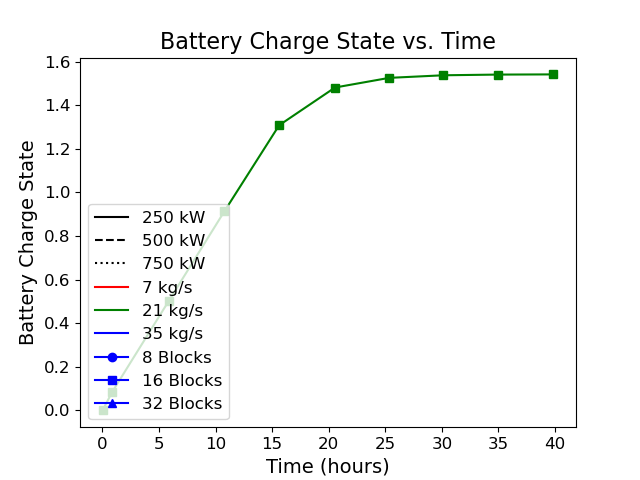 Battery Charge State vs. Time
Battery Charge State
1.6
1.4
1.2
1.0
0.8
0.6
0.4
0.2
0.0
250 kW
500 kW
750 kW
7 kg/s
21 kg/s
35 kg/s
8 Blocks
16 Blocks
32 Blocks
0 5 10 15 20 25 30 35 40
Time (hours)